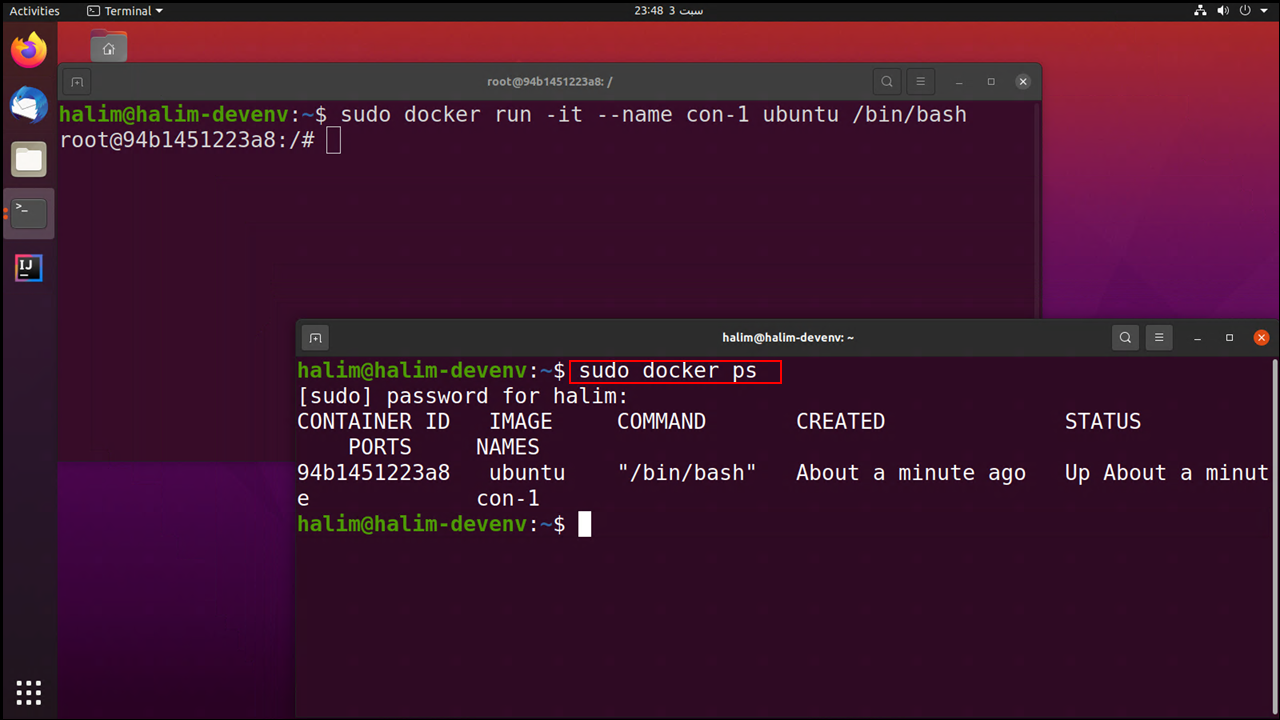 Activities Terminal 23:48 3 سبت
root@94b1451223a8: /
halim@halim-devenv:~$ sudo docker run -it --name con-1 ubuntu /bin/bash
root@94b1451223a8:/#
>_
IJ
halim@halim-devenv: ~
halim@halim-devenv:~$ sudo docker ps
[sudo] password for halim:
CONTAINER ID IMAGE COMMAND CREATED STATUS
PORTS NAMES
94b1451223a8 ubuntu "/bin/bash" About a minute ago Up About a minut
e con-1
halim@halim-devenv:~$